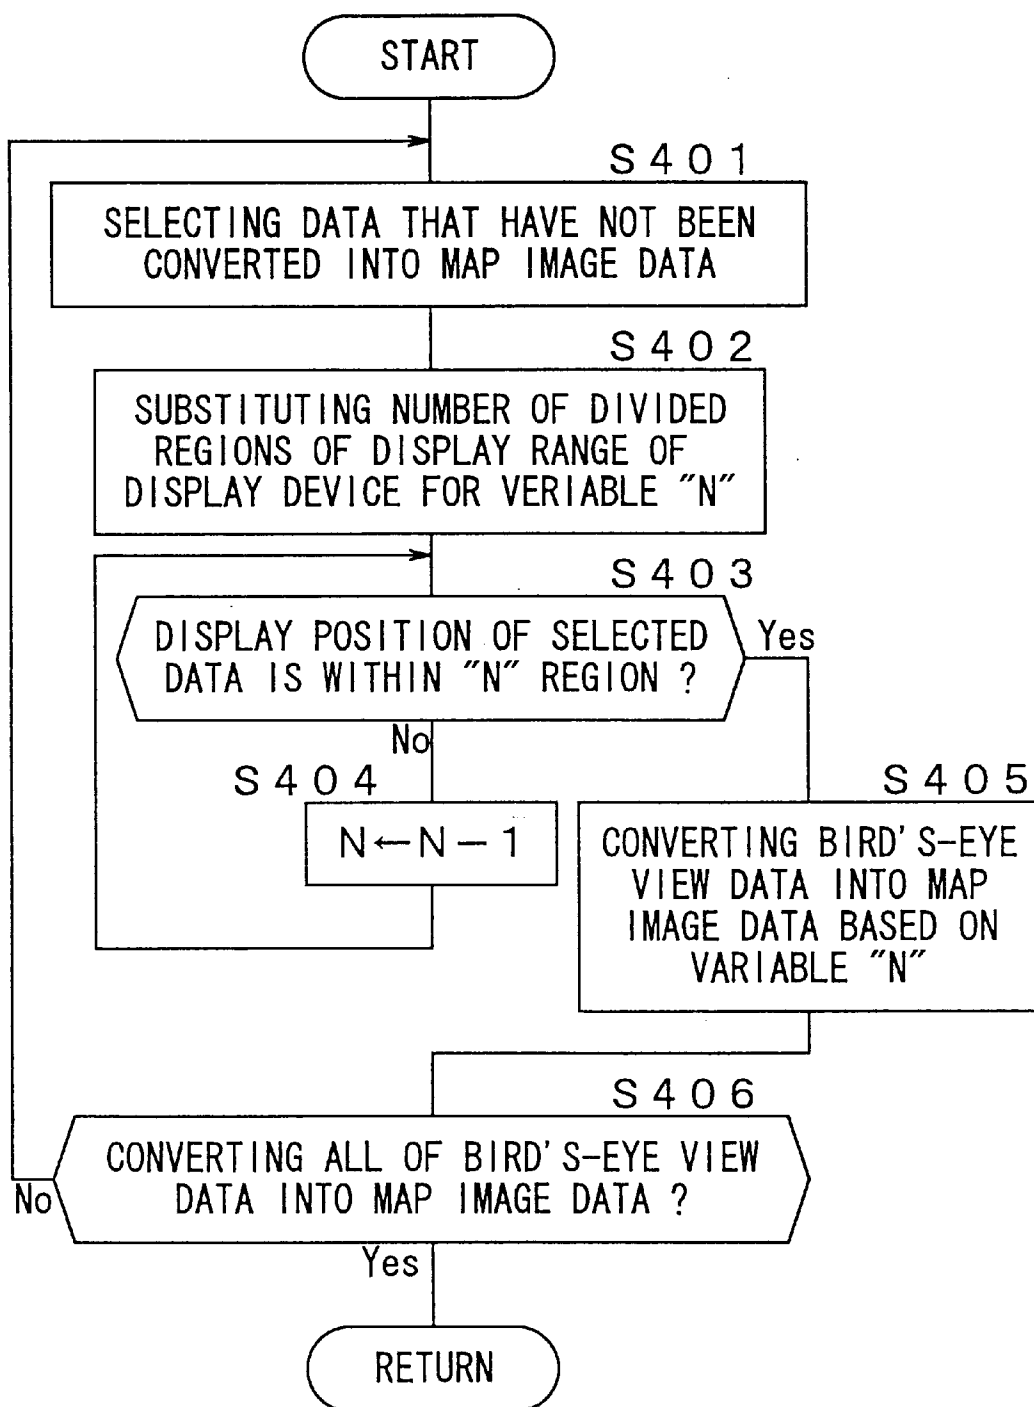 START
S401
SELECTING DATA THAT HAVE NOT BEEN
CONVERTED INTO MAP IMAGE DATA
S402
SUBSTITUTING NUMBER OF DIVIDED
REGIONS OF DISPLAY RANGE OF
DISPLAY DEVICE FOR VERIABLE "N"
S403
DISPLAY POSITION OF SELECTED
DATA IS WITHIN "N" REGION ?
Yes
No
S404
N←N-1
S405
CONVERTING BIRD'S-EYE
VIEW DATA INTO MAP
IMAGE DATA BASED ON
VARIABLE "N"
S406
CONVERTING ALL OF BIRD'S-EYE VIEW
DATA INTO MAP IMAGE DATA ?
No
Yes
RETURN